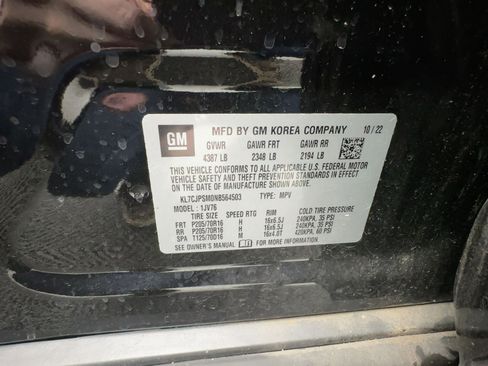 GM
MFD BY GM KOREA COMPANY 10/22
GVWR GAWR FRT GAWR RR
4387 LB 2348 LB 2194 LB
THIS VEHICLE CONFORMS TO ALL APPLICABLE U.S. FEDERAL MOTOR
VEHICLE SAFETY AND THEFT PREVENTION STANDARDS IN EFFECT ON
THE DATE OF MANUFACTURE SHOWN ABOVE.
KL7CJPSM0NB564503 TYPE: MPV
MODEL: 1JV76
TIRE SIZE SPEED RTG RIM COLD TIRE PRESSURE
FRT P205/70R16 H 16x6.5J 240KPA, 35 PSI
RR P205/70R16 H 16x6.5J 240KPA, 35 PSI
SPA T125/70D16 M 16x4.0T 420KPA, 60 PSI
SEE OWNER'S MANUAL FOR MORE INFORMATION.